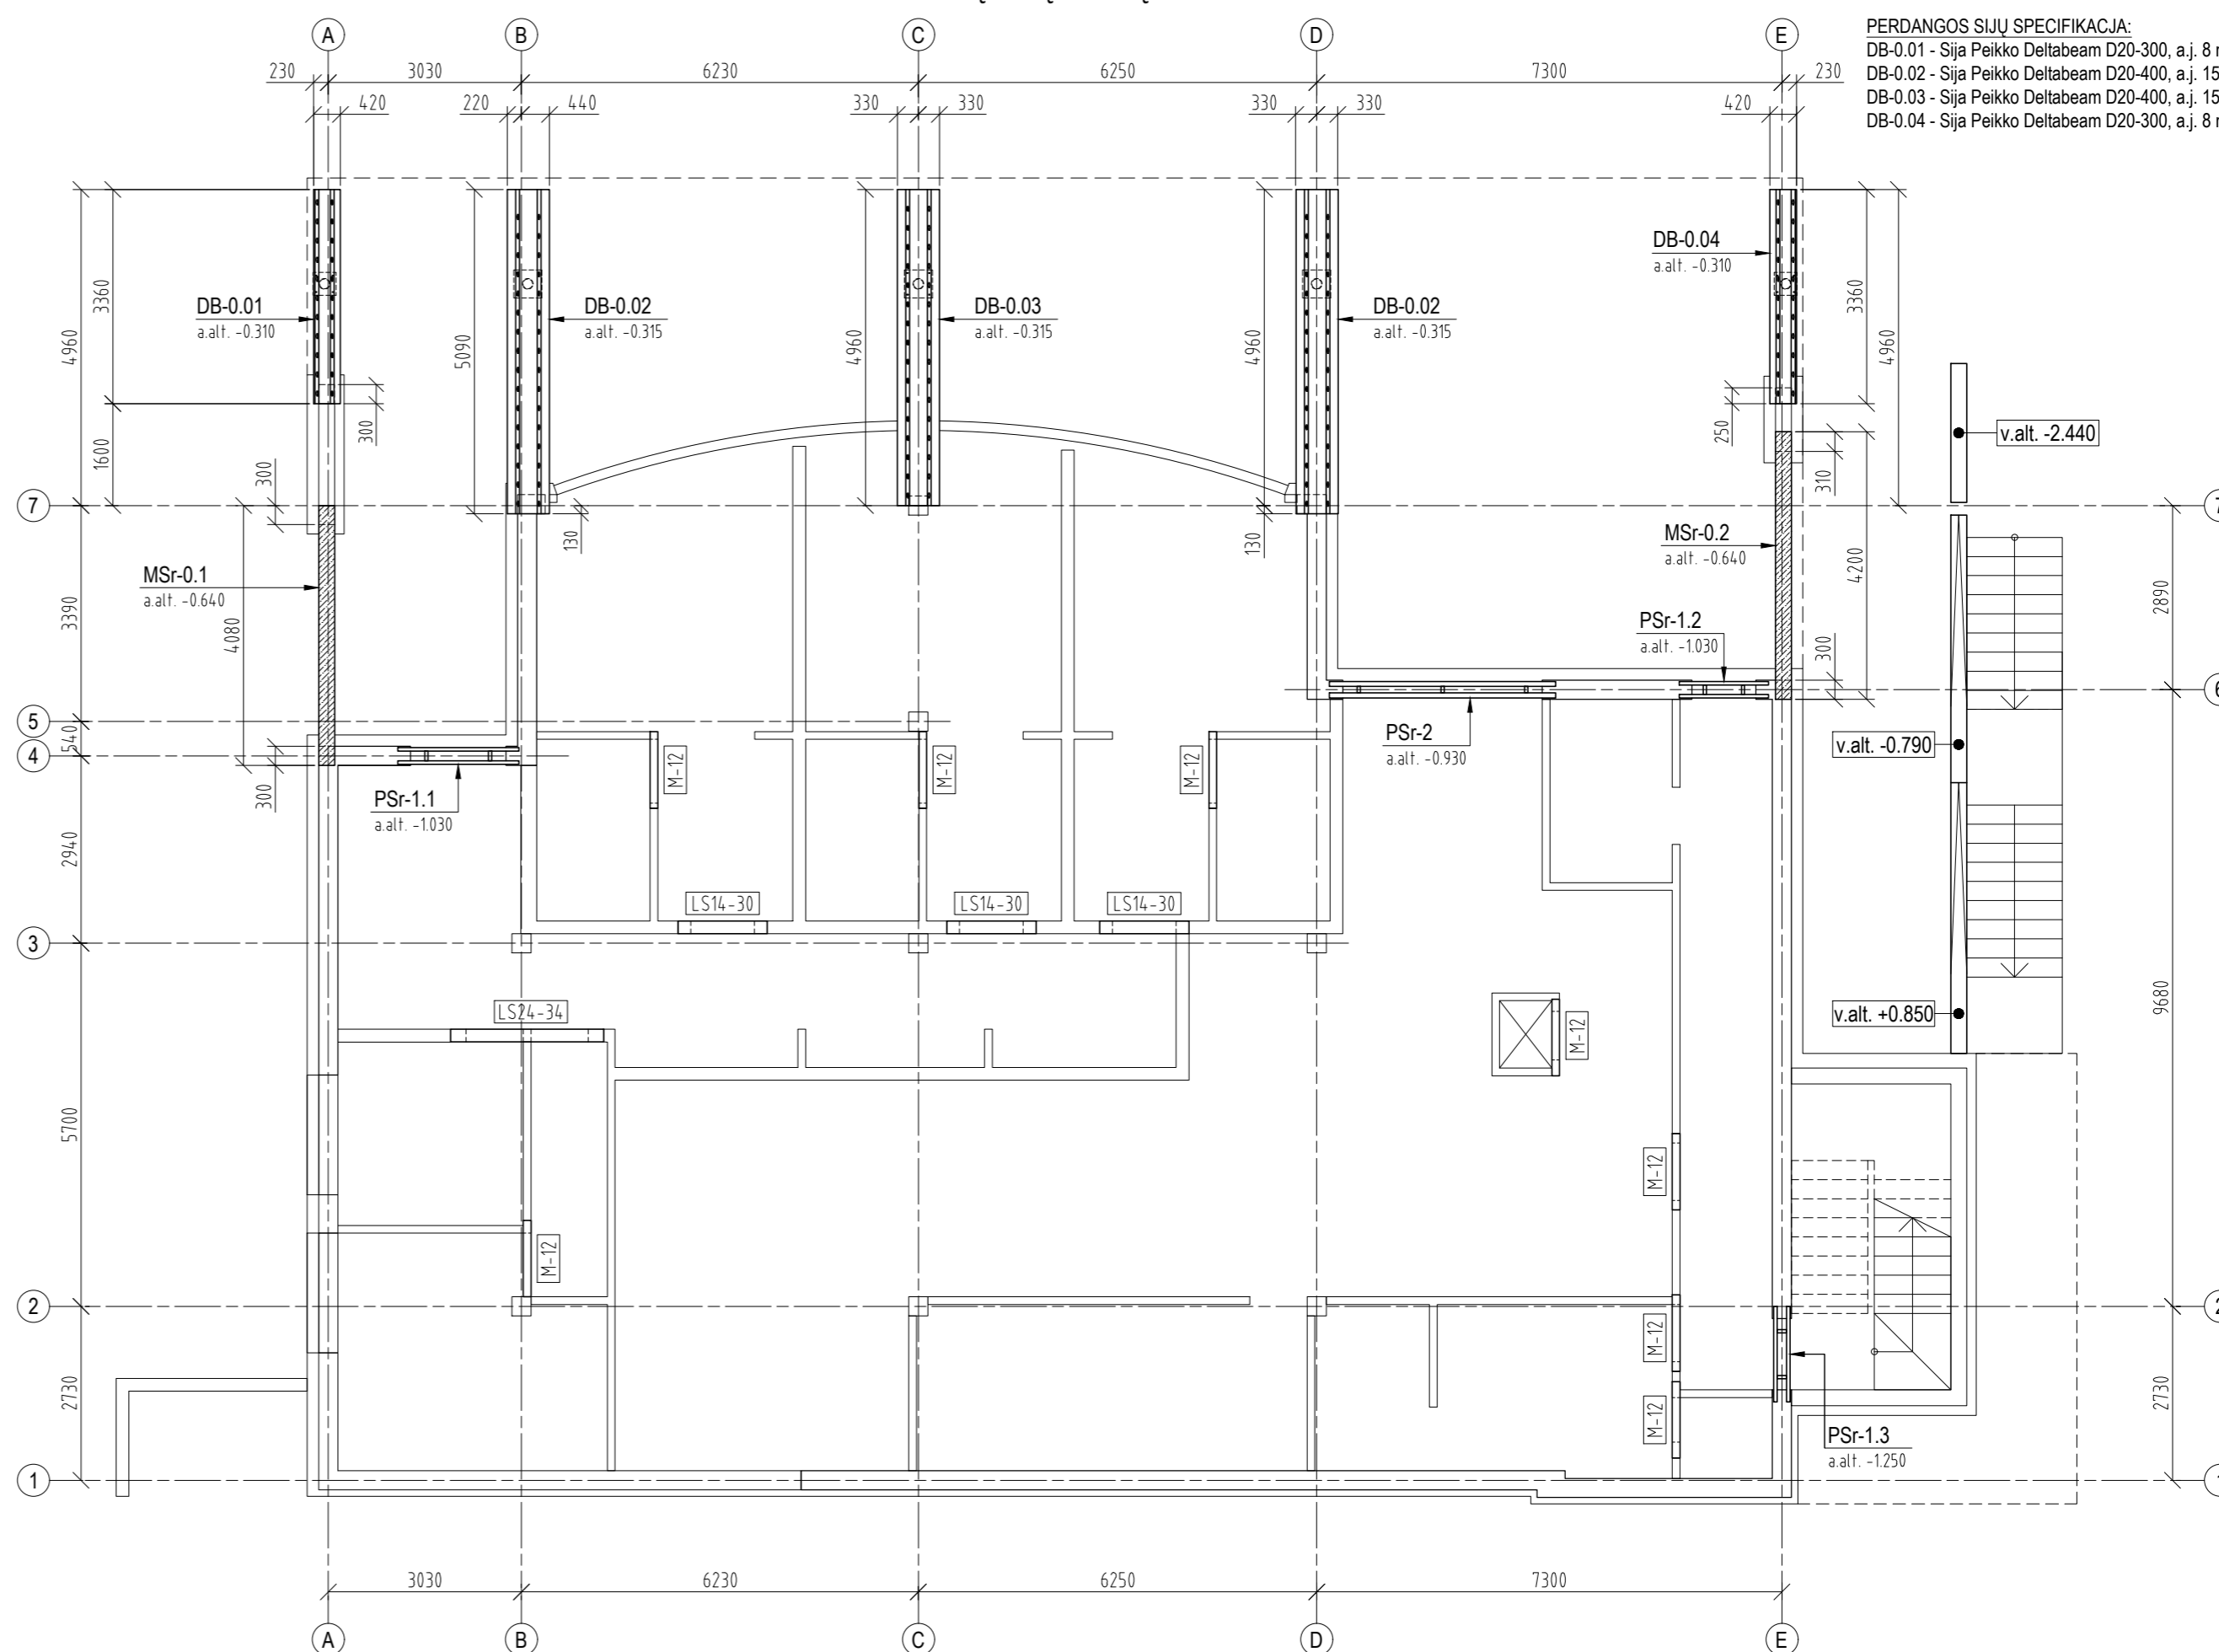 A
B
C
D
E
PERDANGOS SIJŲ SPECIFIKACJA:
DB-0.01 - Sija Peikko Deltabeam D20-300, a.j. 8
DB-0.02 - Sija Peikko Deltabeam D20-400, a.j. 15
DB-0.03 - Sija Peikko Deltabeam D20-400, a.j. 15
DB-0.04 - Sija Peikko Deltabeam D20-300, a.j. 8
230
3030
6230
6250
7300
230
420
220
440
330
330
330
330
420
4960
3360
1600
300
300
DB-0.01
a.alt. -0.310
5090
DB-0.02
a.alt. -0.315
4960
DB-0.03
a.alt. -0.315
4960
DB-0.02
a.alt. -0.315
DB-0.04
a.alt. -0.310
3360
4960
250
310
v.alt. -2.440
7
7
130
130
MSr-0.1
a.alt. -0.640
4080
3390
MSr-0.2
a.alt. -0.640
4200
2890
PSr-1.2
a.alt. -1.030
300
6
5
540
4
PSr-2
a.alt. -0.930
v.alt. -0.790
M-12
M-12
M-12
300
PSr-1.1
a.alt. -1.030
2940
LS14-30
LS14-30
LS14-30
3
LS24-34
M-12
v.alt. +0.850
9680
5700
M-12
M-12
2
2
M-12
2730
2730
M-12
PSr-1.3
a.alt. -1.250
1
3030
6230
6250
7300
A
B
C
D
E